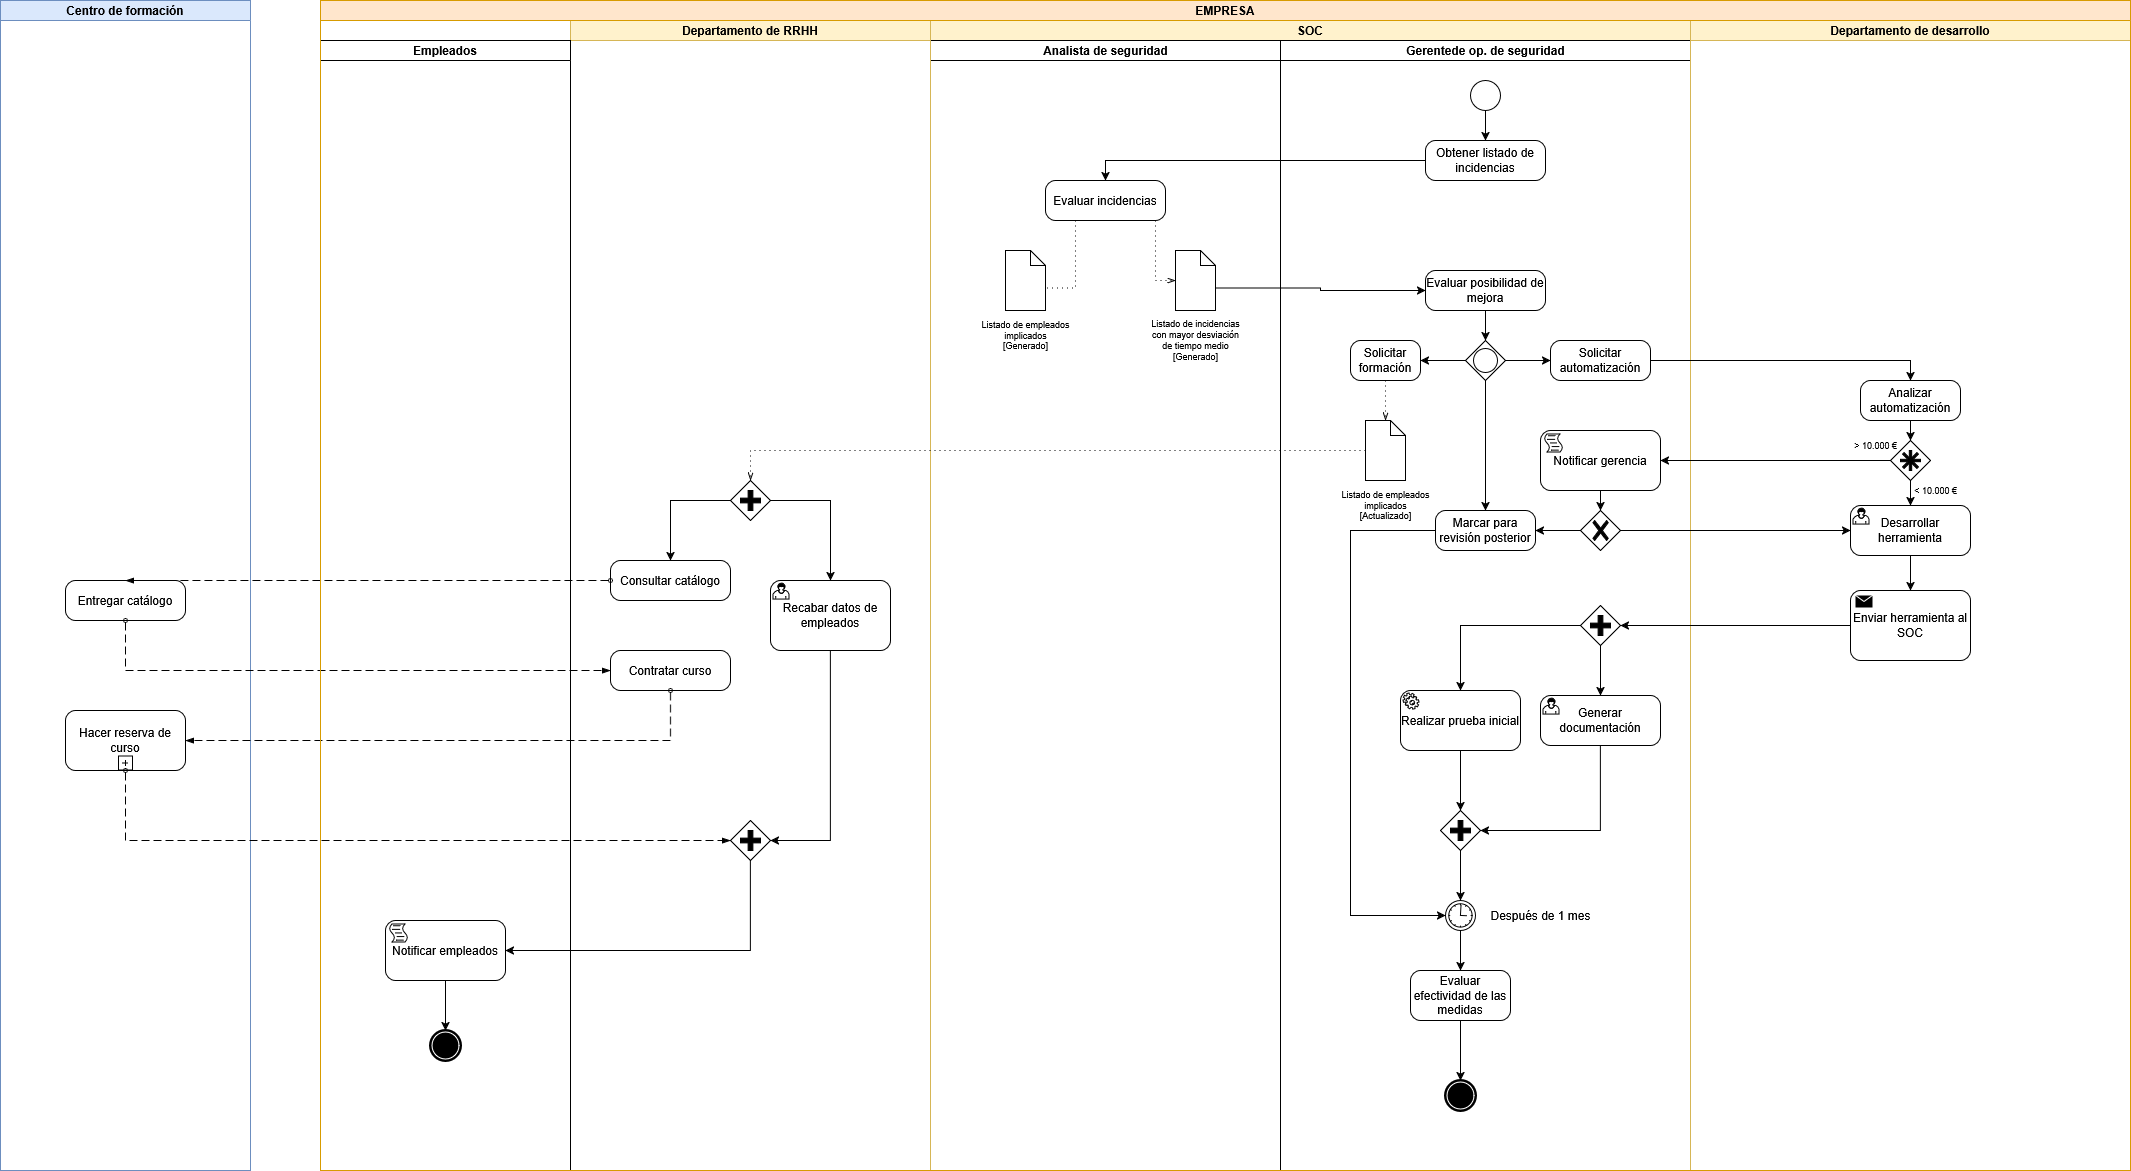 Centro de formación
EMPRESA
Departamento de RRHH
SOC
Departamento de desarrollo
Empleados
Analista de seguridad
Gerentede op. de seguridad
Obtener listado de
incidencias
Evaluar incidencias
Listado de empleados
implicados
[Generado]
Listado de incidencias
con mayor desviación
de tiempo medio
[Generado]
Evaluar posibilidad de
mejora
Solicitar
formación
Solicitar
automatización
Analizar
automatización
> 10.000 €
< 10.000 €
Notificar gerencia
Listado de empleados
implicados
[Actualizado]
Marcar para
revisión posterior
Desarrollar
herramienta
Consultar catálogo
Entregar catálogo
Recabar datos de
empleados
Enviar herramienta al
SOC
Contratar curso
Hacer reserva de
curso
Realizar prueba inicial
Generar
documentación
Notificar empleados
Después de 1 mes
Evaluar
efectividad de las
medidas